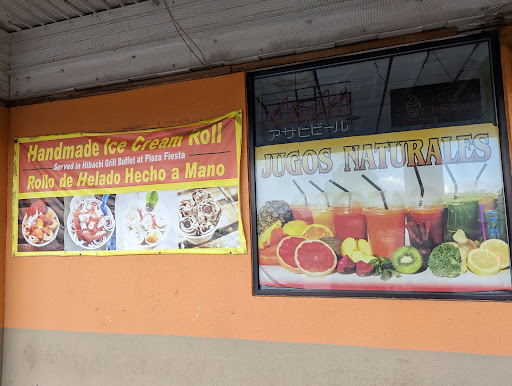 Handmade Ice Cream Roll
Served in Hibachi Grill Buffet at Plaza Fiesta
Rollo de Helado Hecho a Mano
アサヒビール
JUGOS NATURALES